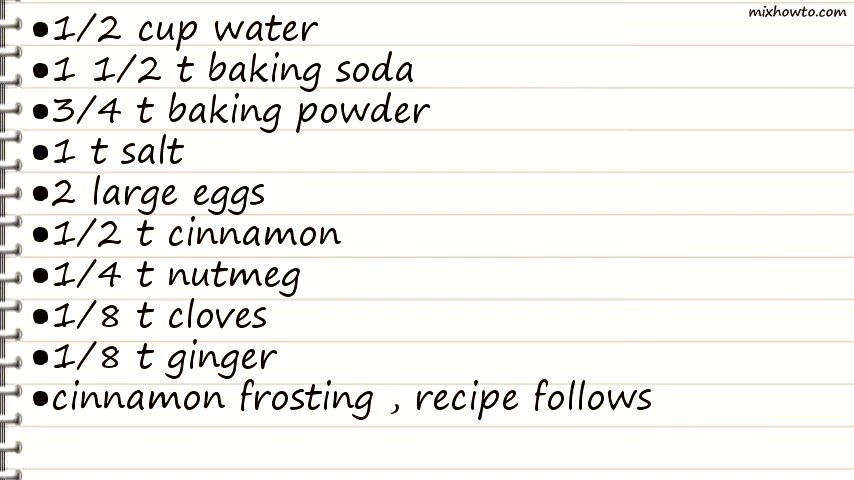 mixhowto.com
•1/2 cup water
•1 1/2 t baking soda
•3/4 t baking powder
•1 t salt
•2 large eggs
•1/2 t cinnamon
•1/4 t nutmeg
•1/8 t cloves
•1/8 t ginger
•cinnamon frosting , recipe follows